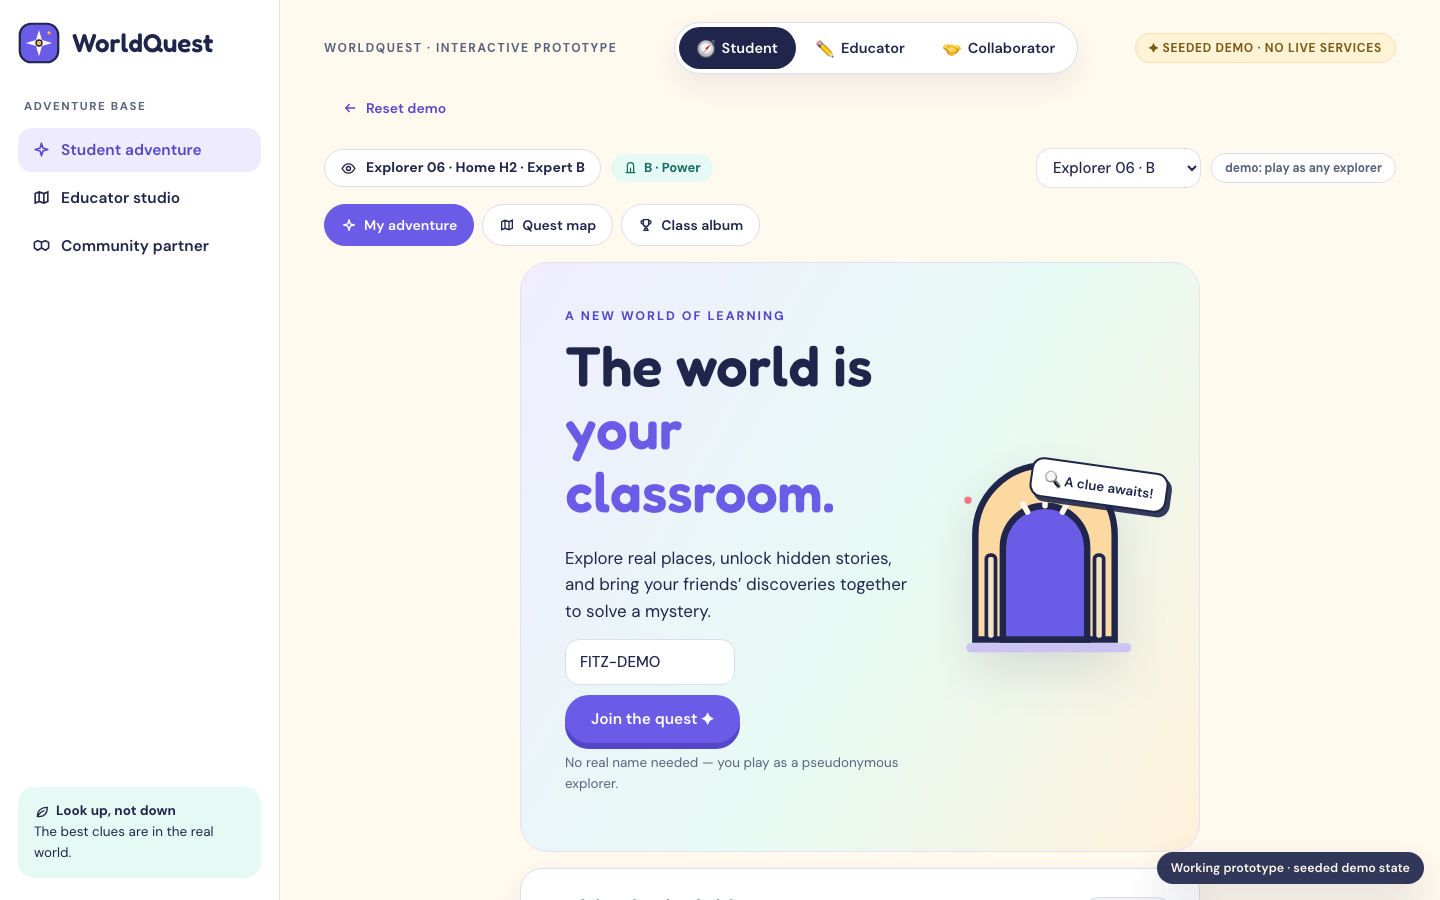 WorldQuest
WORLDQUEST · INTERACTIVE PROTOTYPE
Student
Educator
Collaborator
✦ SEEDED DEMO · NO LIVE SERVICES
ADVENTURE BASE
Student adventure
Educator studio
Community partner
← Reset demo
Explorer 06 · Home H2 · Expert B
B · Power
Explorer 06 · B
demo: play as any explorer
My adventure
Quest map
Class album
A NEW WORLD OF LEARNING
The world is
your
classroom.
A clue awaits!
Explore real places, unlock hidden stories,
and bring your friends’ discoveries together
to solve a mystery.
FITZ-DEMO
Join the quest ✦
No real name needed — you play as a pseudonymous
explorer.
Look up, not down
The best clues are in the real
world.
Working prototype · seeded demo state